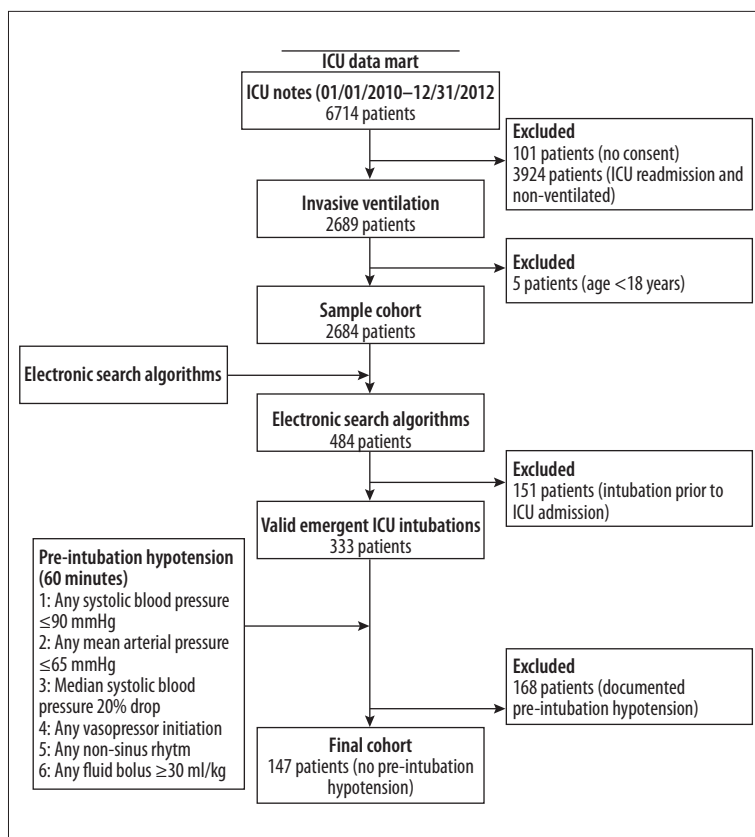 ICU data mart
ICU notes (01/01/2010–12/31/2012
6714 patients
Excluded
101 patients (no consent)
3924 patients (ICU readmission and
non-ventilated)
Invasive ventilation
2689 patients
Excluded
5 patients (age <18 years)
Sample cohort
2684 patients
Electronic search algorithms
Electronic search algorithms
484 patients
Excluded
151 patients (intubation prior to
ICU admission)
Valid emergent ICU intubations
333 patients
Pre-intubation hypotension
(60 minutes)
1: Any systolic blood pressure
≤90 mmHg
2: Any mean arterial pressure
≤65 mmHg
3: Median systolic blood
pressure 20% drop
4: Any vasopressor initiation
5: Any non-sinus rhytm
6: Any fluid bolus ≥30 ml/kg
Excluded
168 patients (documented
pre-intubation hypotension)
Final cohort
147 patients (no pre-intubation
hypotension)